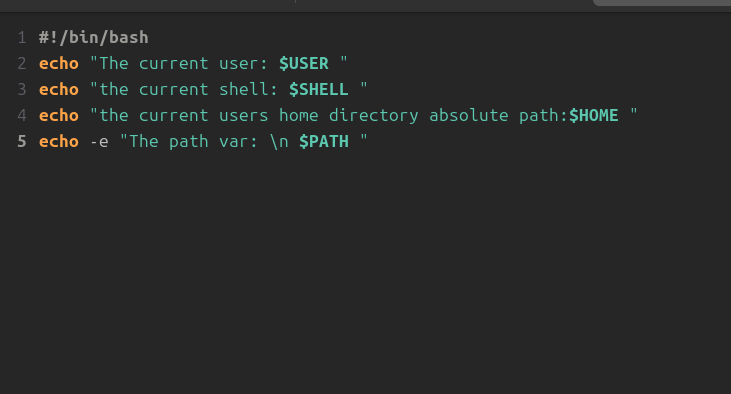 1 #!/bin/bash
2 echo "The current user: $USER "
3 echo "the current shell: $SHELL "
4 echo "the current users home directory absolute path:$HOME "
5 echo -e "The path var: \n $PATH "